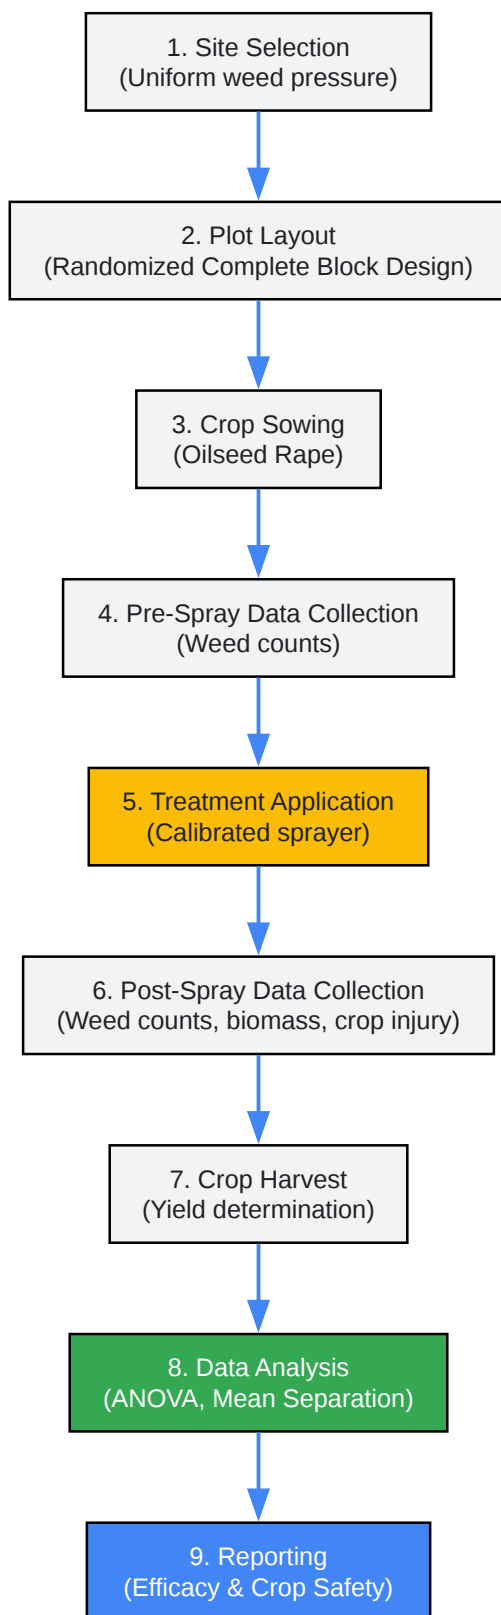 1. Site Selection
(Uniform weed pressure)
2. Plot Layout
(Randomized Complete Block Design)
3. Crop Sowing
(Oilseed Rape)
4. Pre-Spray Data Collection
(Weed counts)
5. Treatment Application
(Calibrated sprayer)
6. Post-Spray Data Collection
(Weed counts, biomass, crop injury)
7. Crop Harvest
(Yield determination)
8. Data Analysis
(ANOVA, Mean Separation)
9. Reporting
(Efficacy & Crop Safety)